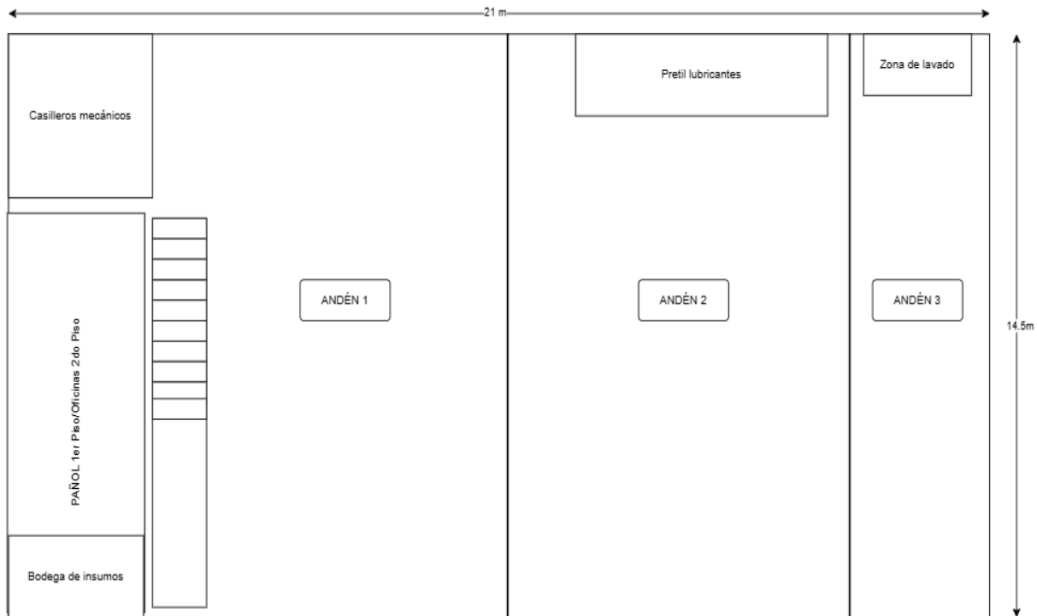 21 m
Casilleros mecánicos
Pretil lubricantes
Zona de lavado
ANDÉN 1
ANDÉN 2
ANDÉN 3
14.5m
PAÑOL 1er Piso/Oficinas 2do Piso
Bodega de insumos